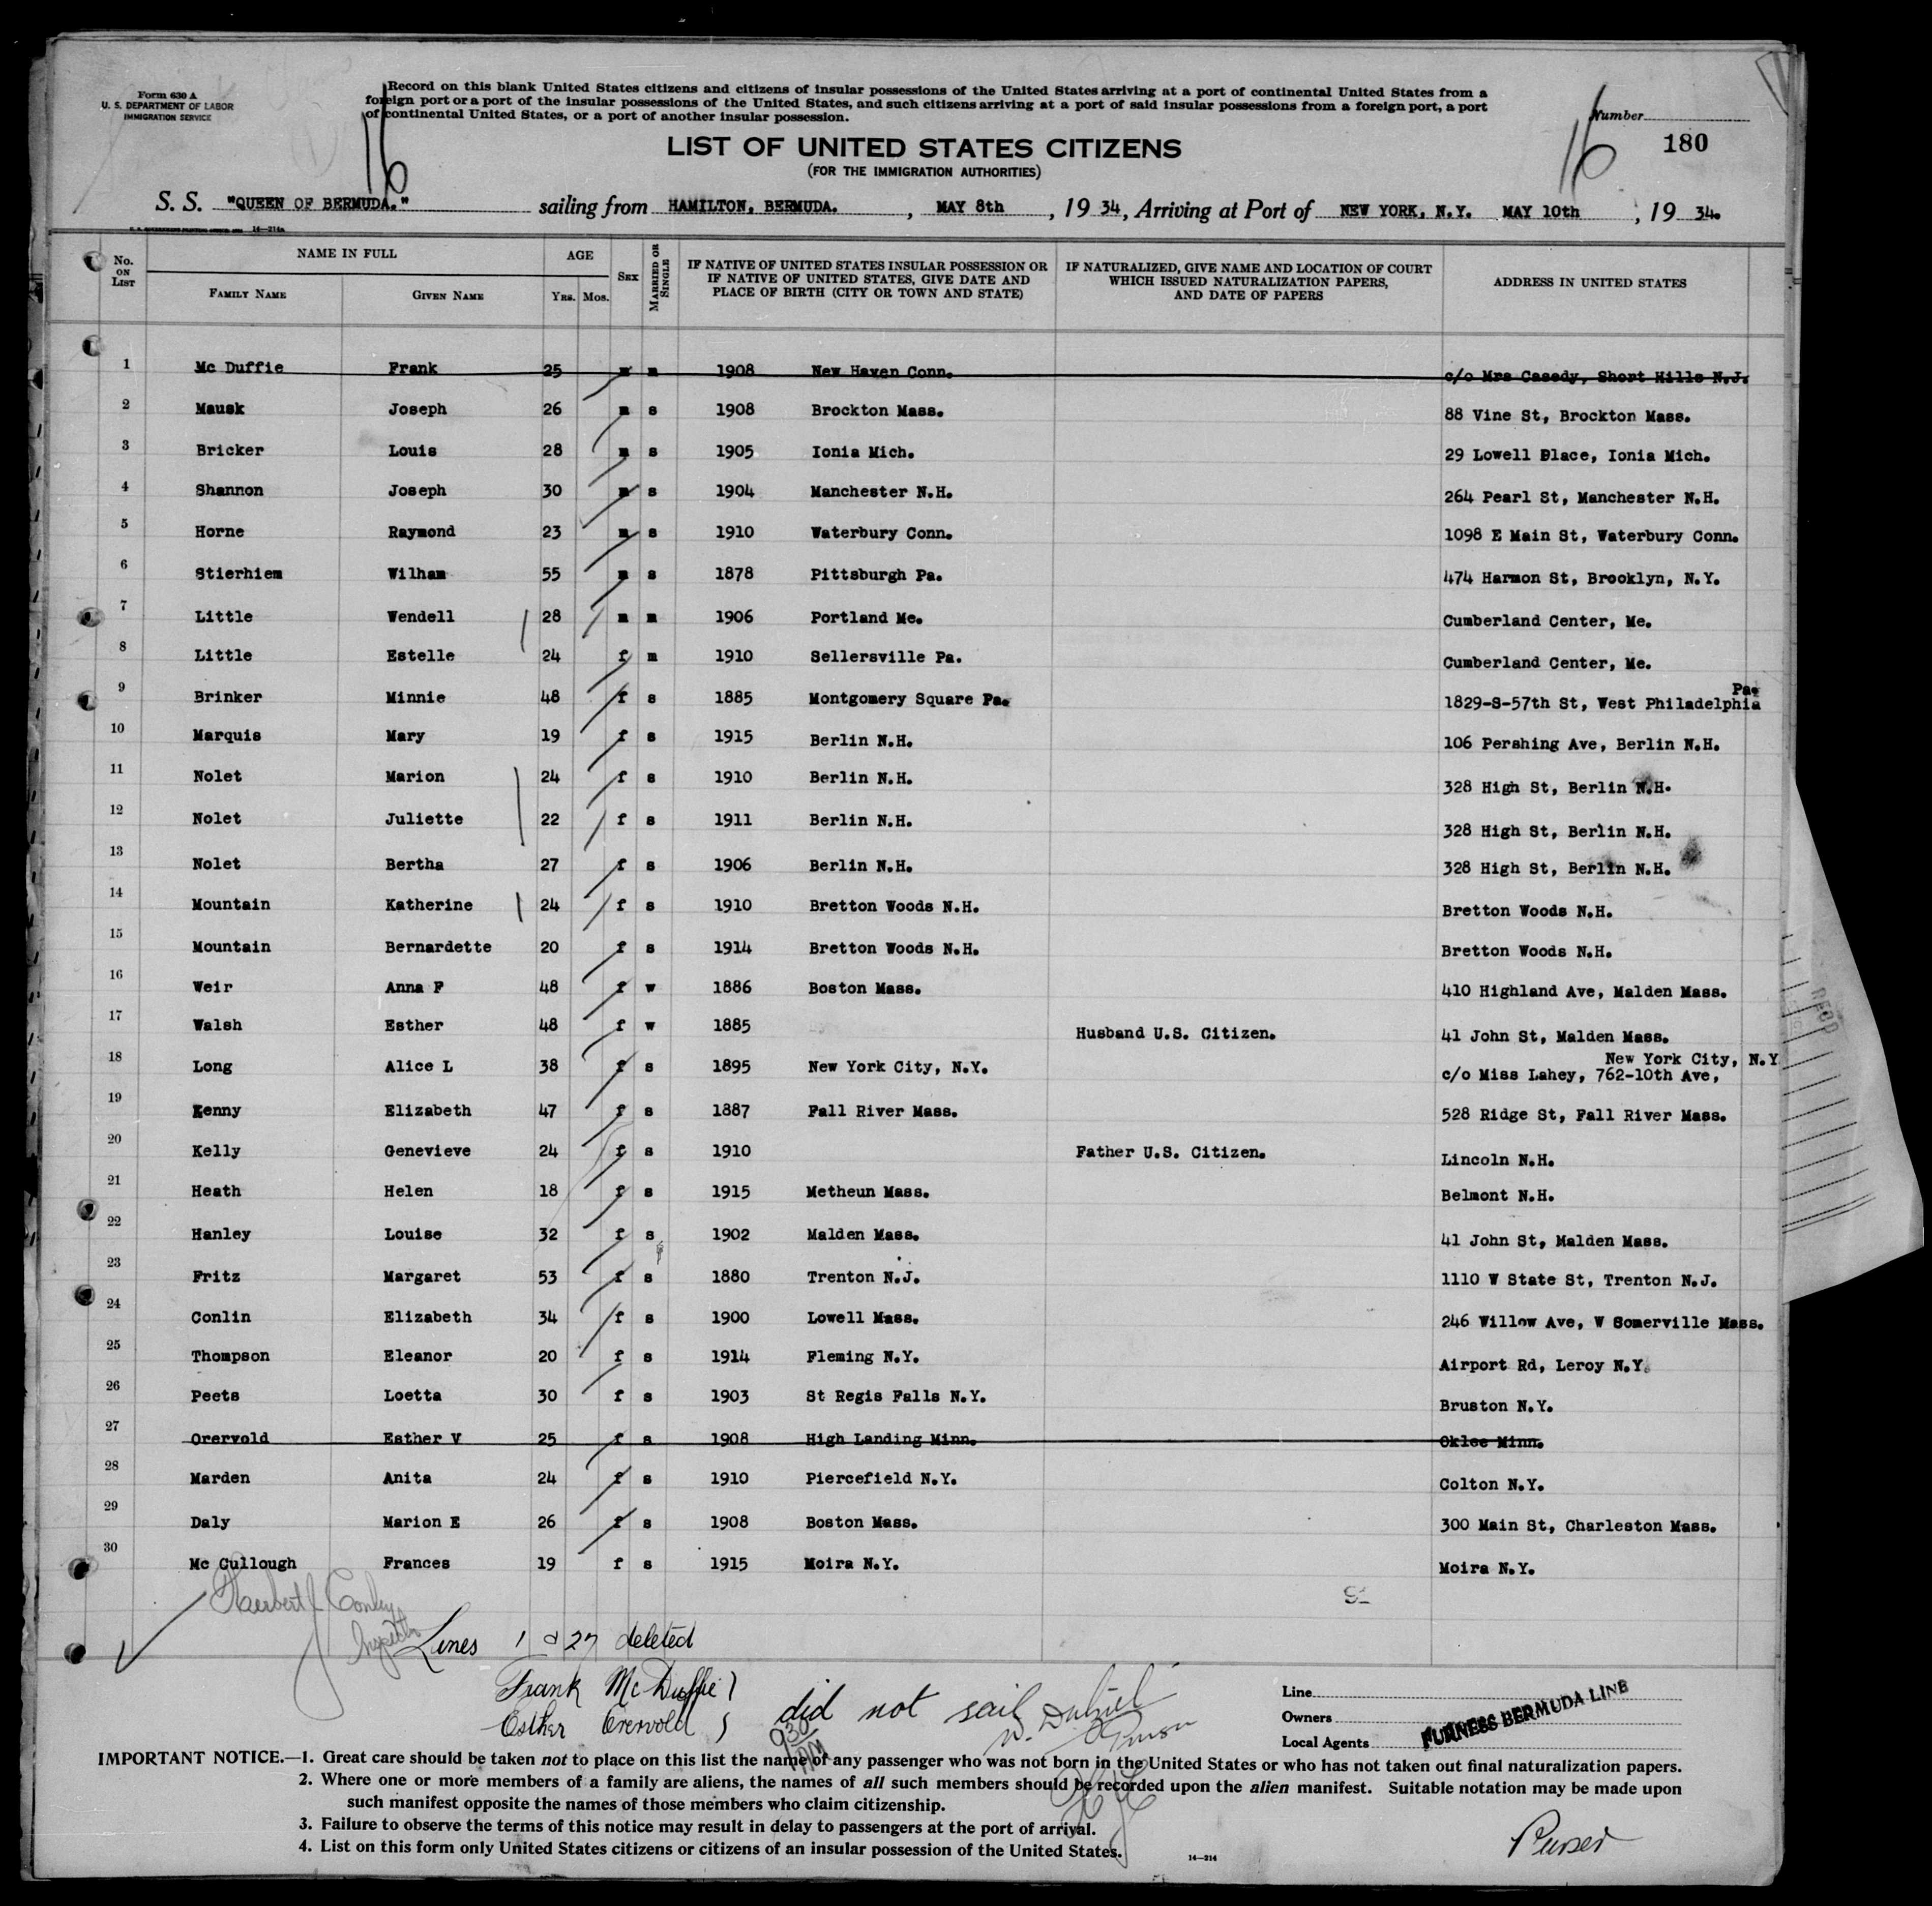 Form 630 A
U. S. DEPARTMENT OF LABOR
IMMIGRATION SERVICE
Record on this blank United States citizens and citizens of insular possessions of the United States arriving at a port of continental United States from a
foreign port or a port of the insular possessions of the United States, and such citizens arriving at a port of said insular possessions from a foreign port, a port
of continental United States, or a port of another insular possession.
16
16
Number
180
LIST OF UNITED STATES CITIZENS
(FOR THE IMMIGRATION AUTHORITIES)
S. S. "QUEEN OF BERMUDA." sailing from HAMILTON, BERMUDA. , MAY 8th , 19 34, Arriving at Port of NEW YORK, N.Y. MAY 10th , 19 34.
14—214a
No. ON LIST NAME IN FULL AGE SEX MARRIED OR SINGLE IF NATIVE OF UNITED STATES INSULAR POSSESSION OR IF NATIVE OF UNITED STATES, GIVE DATE AND PLACE OF BIRTH (CITY OR TOWN AND STATE) IF NATURALIZED, GIVE NAME AND LOCATION OF COURT WHICH ISSUED NATURALIZATION PAPERS, AND DATE OF PAPERS ADDRESS IN UNITED STATES
FAMILY NAME GIVEN NAME YRS. MOS.
1 Mc Duffie Frank 25 m m 1908 New Haven Conn. c/o Mrs Casedy, Short Hills N.J.
2 Mausk Joseph 26 m s 1908 Brockton Mass. 88 Vine St, Brockton Mass.
3 Bricker Louis 28 m s 1905 Ionia Mich. 29 Lowell Place, Ionia Mich.
4 Shannon Joseph 30 m s 1904 Manchester N.H. 264 Pearl St, Manchester N.H.
5 Horne Raymond 23 m s 1910 Waterbury Conn. 1098 E Main St, Waterbury Conn.
6 Stierhiem Wilham 55 m s 1878 Pittsburgh Pa. 474 Harmon St, Brooklyn, N.Y.
7 Little Wendell 28 m m 1906 Portland Me. Cumberland Center, Me.
8 Little Estelle 24 f m 1910 Sellersville Pa. Cumberland Center, Me.
9 Brinker Minnie 48 f s 1885 Montgomery Square Pa. 1829-S-57th St, West Philadelphia Pa.
10 Marquis Mary 19 f s 1915 Berlin N.H. 106 Pershing Ave, Berlin N.H.
11 Nolet Marion 24 f s 1910 Berlin N.H. 328 High St, Berlin N.H.
12 Nolet Juliette 22 f s 1911 Berlin N.H. 328 High St, Berlin N.H.
13 Nolet Bertha 27 f s 1906 Berlin N.H. 328 High St, Berlin N.H.
14 Mountain Katherine 24 f s 1910 Bretton Woods N.H. Bretton Woods N.H.
15 Mountain Bernardette 20 f s 1914 Bretton Woods N.H. Bretton Woods N.H.
16 Weir Anna F 48 f w 1886 Boston Mass. 410 Highland Ave, Malden Mass.
17 Walsh Esther 48 f w 1885 Husband U.S. Citizen. 41 John St, Malden Mass.
18 Long Alice L 38 f s 1895 New York City, N.Y. c/o Miss Lahey, 762-10th Ave, New York City, N.Y
19 Kenny Elizabeth 47 f s 1887 Fall River Mass. 528 Ridge St, Fall River Mass.
20 Kelly Genevieve 24 f s 1910 Father U.S. Citizen. Lincoln N.H.
21 Heath Helen 18 f s 1915 Metheun Mass. Belmont N.H.
22 Hanley Louise 32 f s 1902 Malden Mass. 41 John St, Malden Mass.
23 Fritz Margaret 53 f s 1880 Trenton N.J. 1110 W State St, Trenton N.J.
24 Conlin Elizabeth 34 f s 1900 Lowell Mass. 246 Willow Ave, W Somerville Mass.
25 Thompson Eleanor 20 f s 1914 Fleming N.Y. Airport Rd, Leroy N.Y.
26 Peets Loetta 30 f s 1903 St Regis Falls N.Y. Bruston N.Y.
27 Orervold Esther V 25 f s 1908 High Landing Minn. Oklee Minn.
28 Marden Anita 24 f s 1910 Piercefield N.Y. Colton N.Y.
29 Daly Marion E 26 f s 1908 Boston Mass. 300 Main St, Charleston Mass.
30 Mc Cullough Frances 19 f s 1915 Moira N.Y. Moira N.Y.
Herbert J. Conley
Inspector
Lines 1 & 27 deleted
Frank McDuffie
Esther Orervold
did not sail
Purser
930 AM
Line
Owners
Local Agents
FURNESS BERMUDA LINE
IMPORTANT NOTICE.—1. Great care should be taken not to place on this list the name of any passenger who was not born in the United States or who has not taken out final naturalization papers.
2. Where one or more members of a family are aliens, the names of all such members should be recorded upon the alien manifest. Suitable notation may be made upon
such manifest opposite the names of those members who claim citizenship.
3. Failure to observe the terms of this notice may result in delay to passengers at the port of arrival.
4. List on this form only United States citizens or citizens of an insular possession of the United States.
14—214
Purser